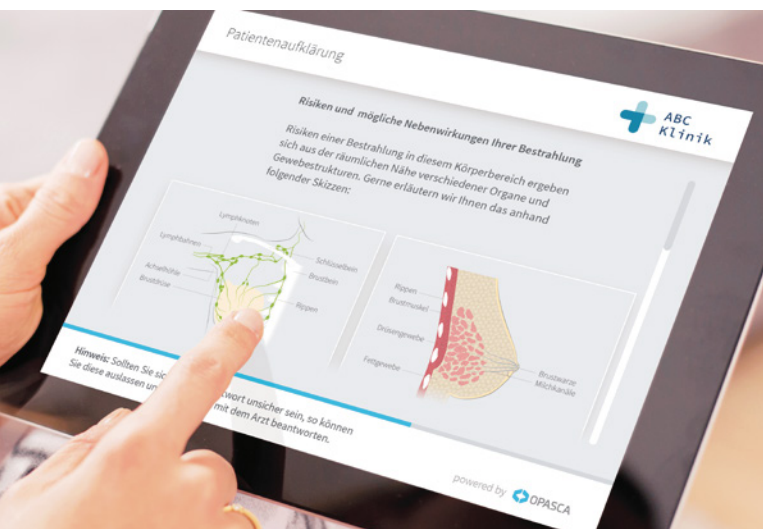 Patientenaufklärung
ABC
Klinik
Risiken und mögliche Nebenwirkungen Ihrer Bestrahlung
Risiken einer Bestrahlung in diesem Körperbereich ergeben
sich aus der räumlichen Nähe verschiedener Organe und
Gewebestrukturen. Gerne erläutern wir Ihnen das anhand
folgender Skizzen:
Lymphknoten
Lymphbahnen
Achselhöhle
Brustdrüse
Schlüsselbein
Brustbein
Rippen
Rippen
Brustmuskel
Drüsengewebe
Fettgewebe
Brustwarze
Milchkanäle
Hinweis: Sollten Sie sic wort unsicher sein, so können
Sie diese auslassen un mit dem Arzt beantworten.
powered by OPASCA